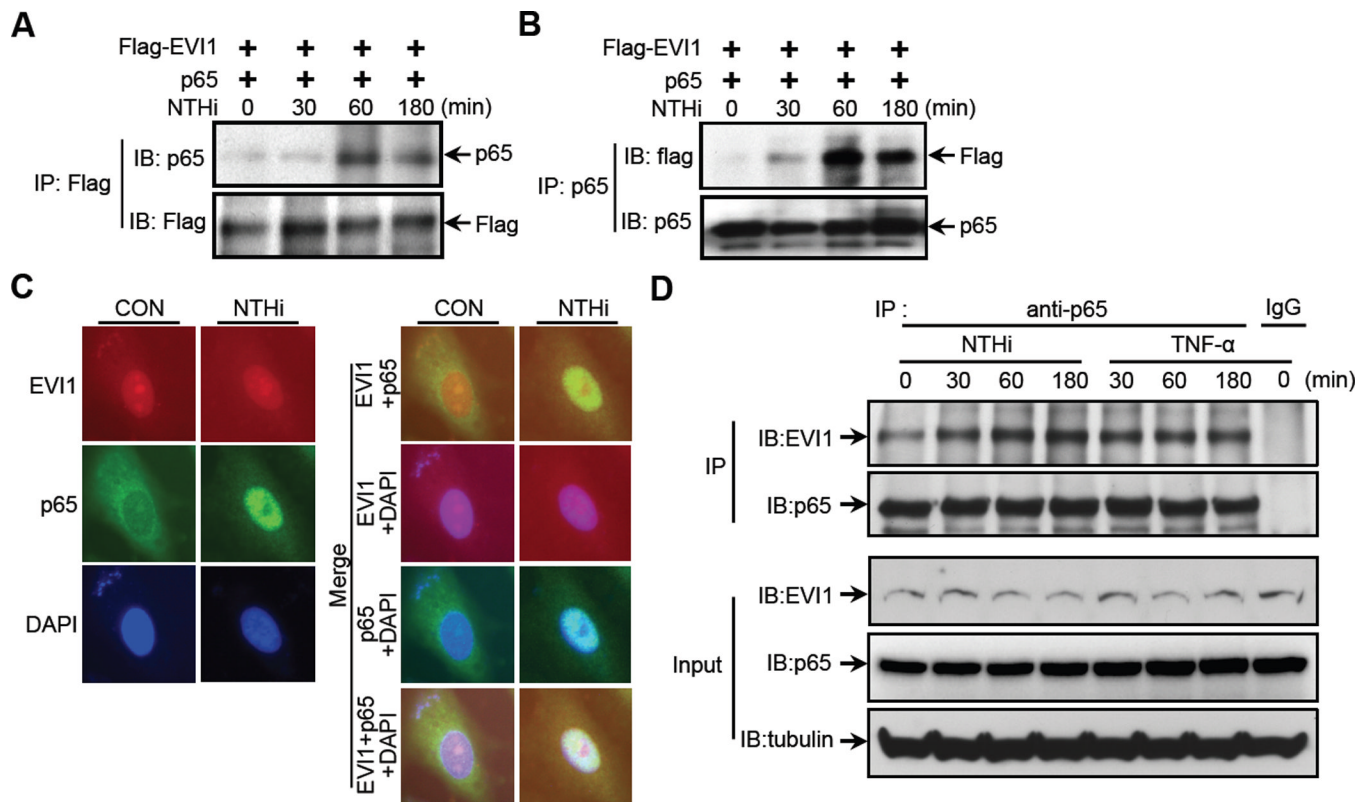 A
Flag-EVI1 + + + +
p65 + + + +
NTHi 0 30 60 180 (min)
IP: Flag
IB: p65
p65
IB: Flag
Flag
B
Flag-EVI1 + + + +
p65 + + + +
NTHi 0 30 60 180 (min)
IP: p65
IB: flag
Flag
IB: p65
p65
C
CON NTHi
EVI1
p65
DAPI
CON NTHi
Merge
EVI1
+p65
EVI1
+DAPI
p65
+DAPI
EVI1+p65
+DAPI
D
IP : anti-p65 IgG
NTHi TNF-α
0 30 60 180 30 60 180 0 (min)
IP
IB:EVI1
IB:p65
Input
IB:EVI1
IB:p65
IB:tubulin